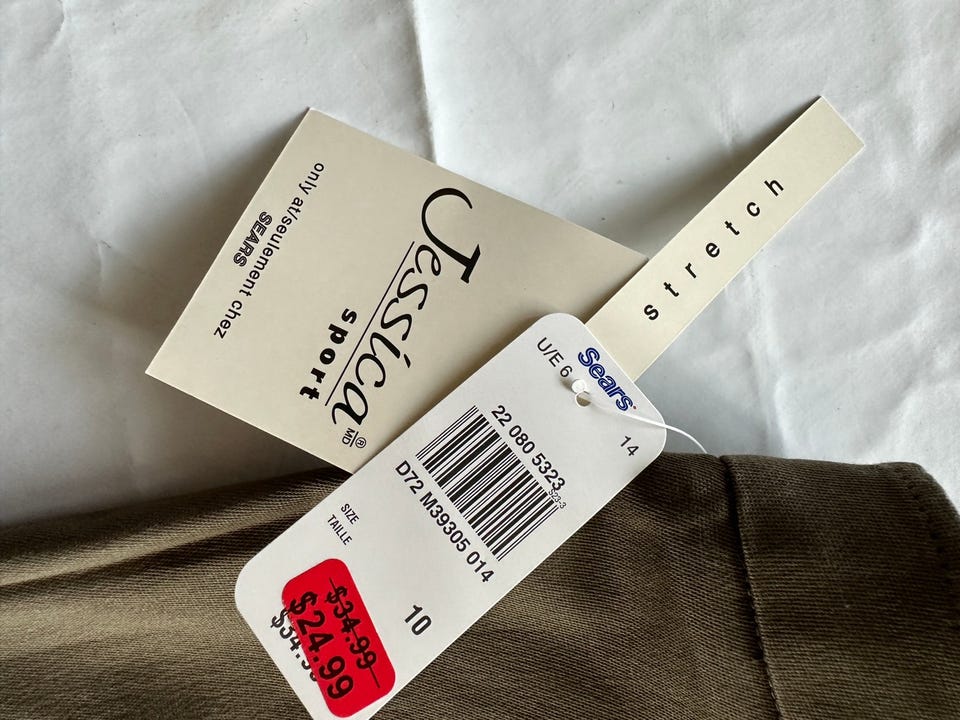 Jessica ® MD
sport
only at/seulement chez
SEARS
stretch
Sears
U/E 6
14
22 080 5323
D72 M39305 014
SIZE
TAILLE
10
$34.99
$24.99